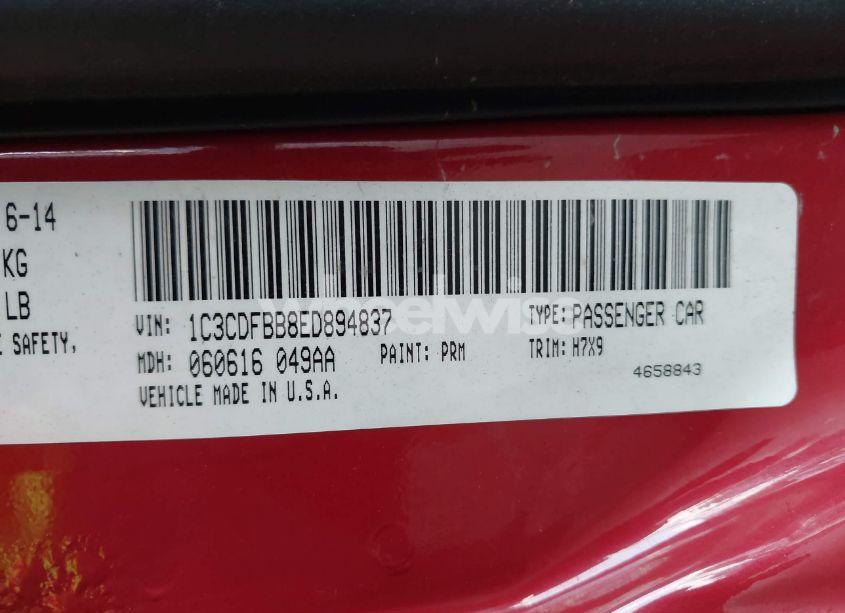 6-14
KG
LB
E SAFETY,
VIN: 1C3CDFBB8ED894837 TYPE: PASSENGER CAR
MDH: 060616 049AA PAINT: PRM TRIM: H7X9
4658843
VEHICLE MADE IN U.S.A.
Wheelwise